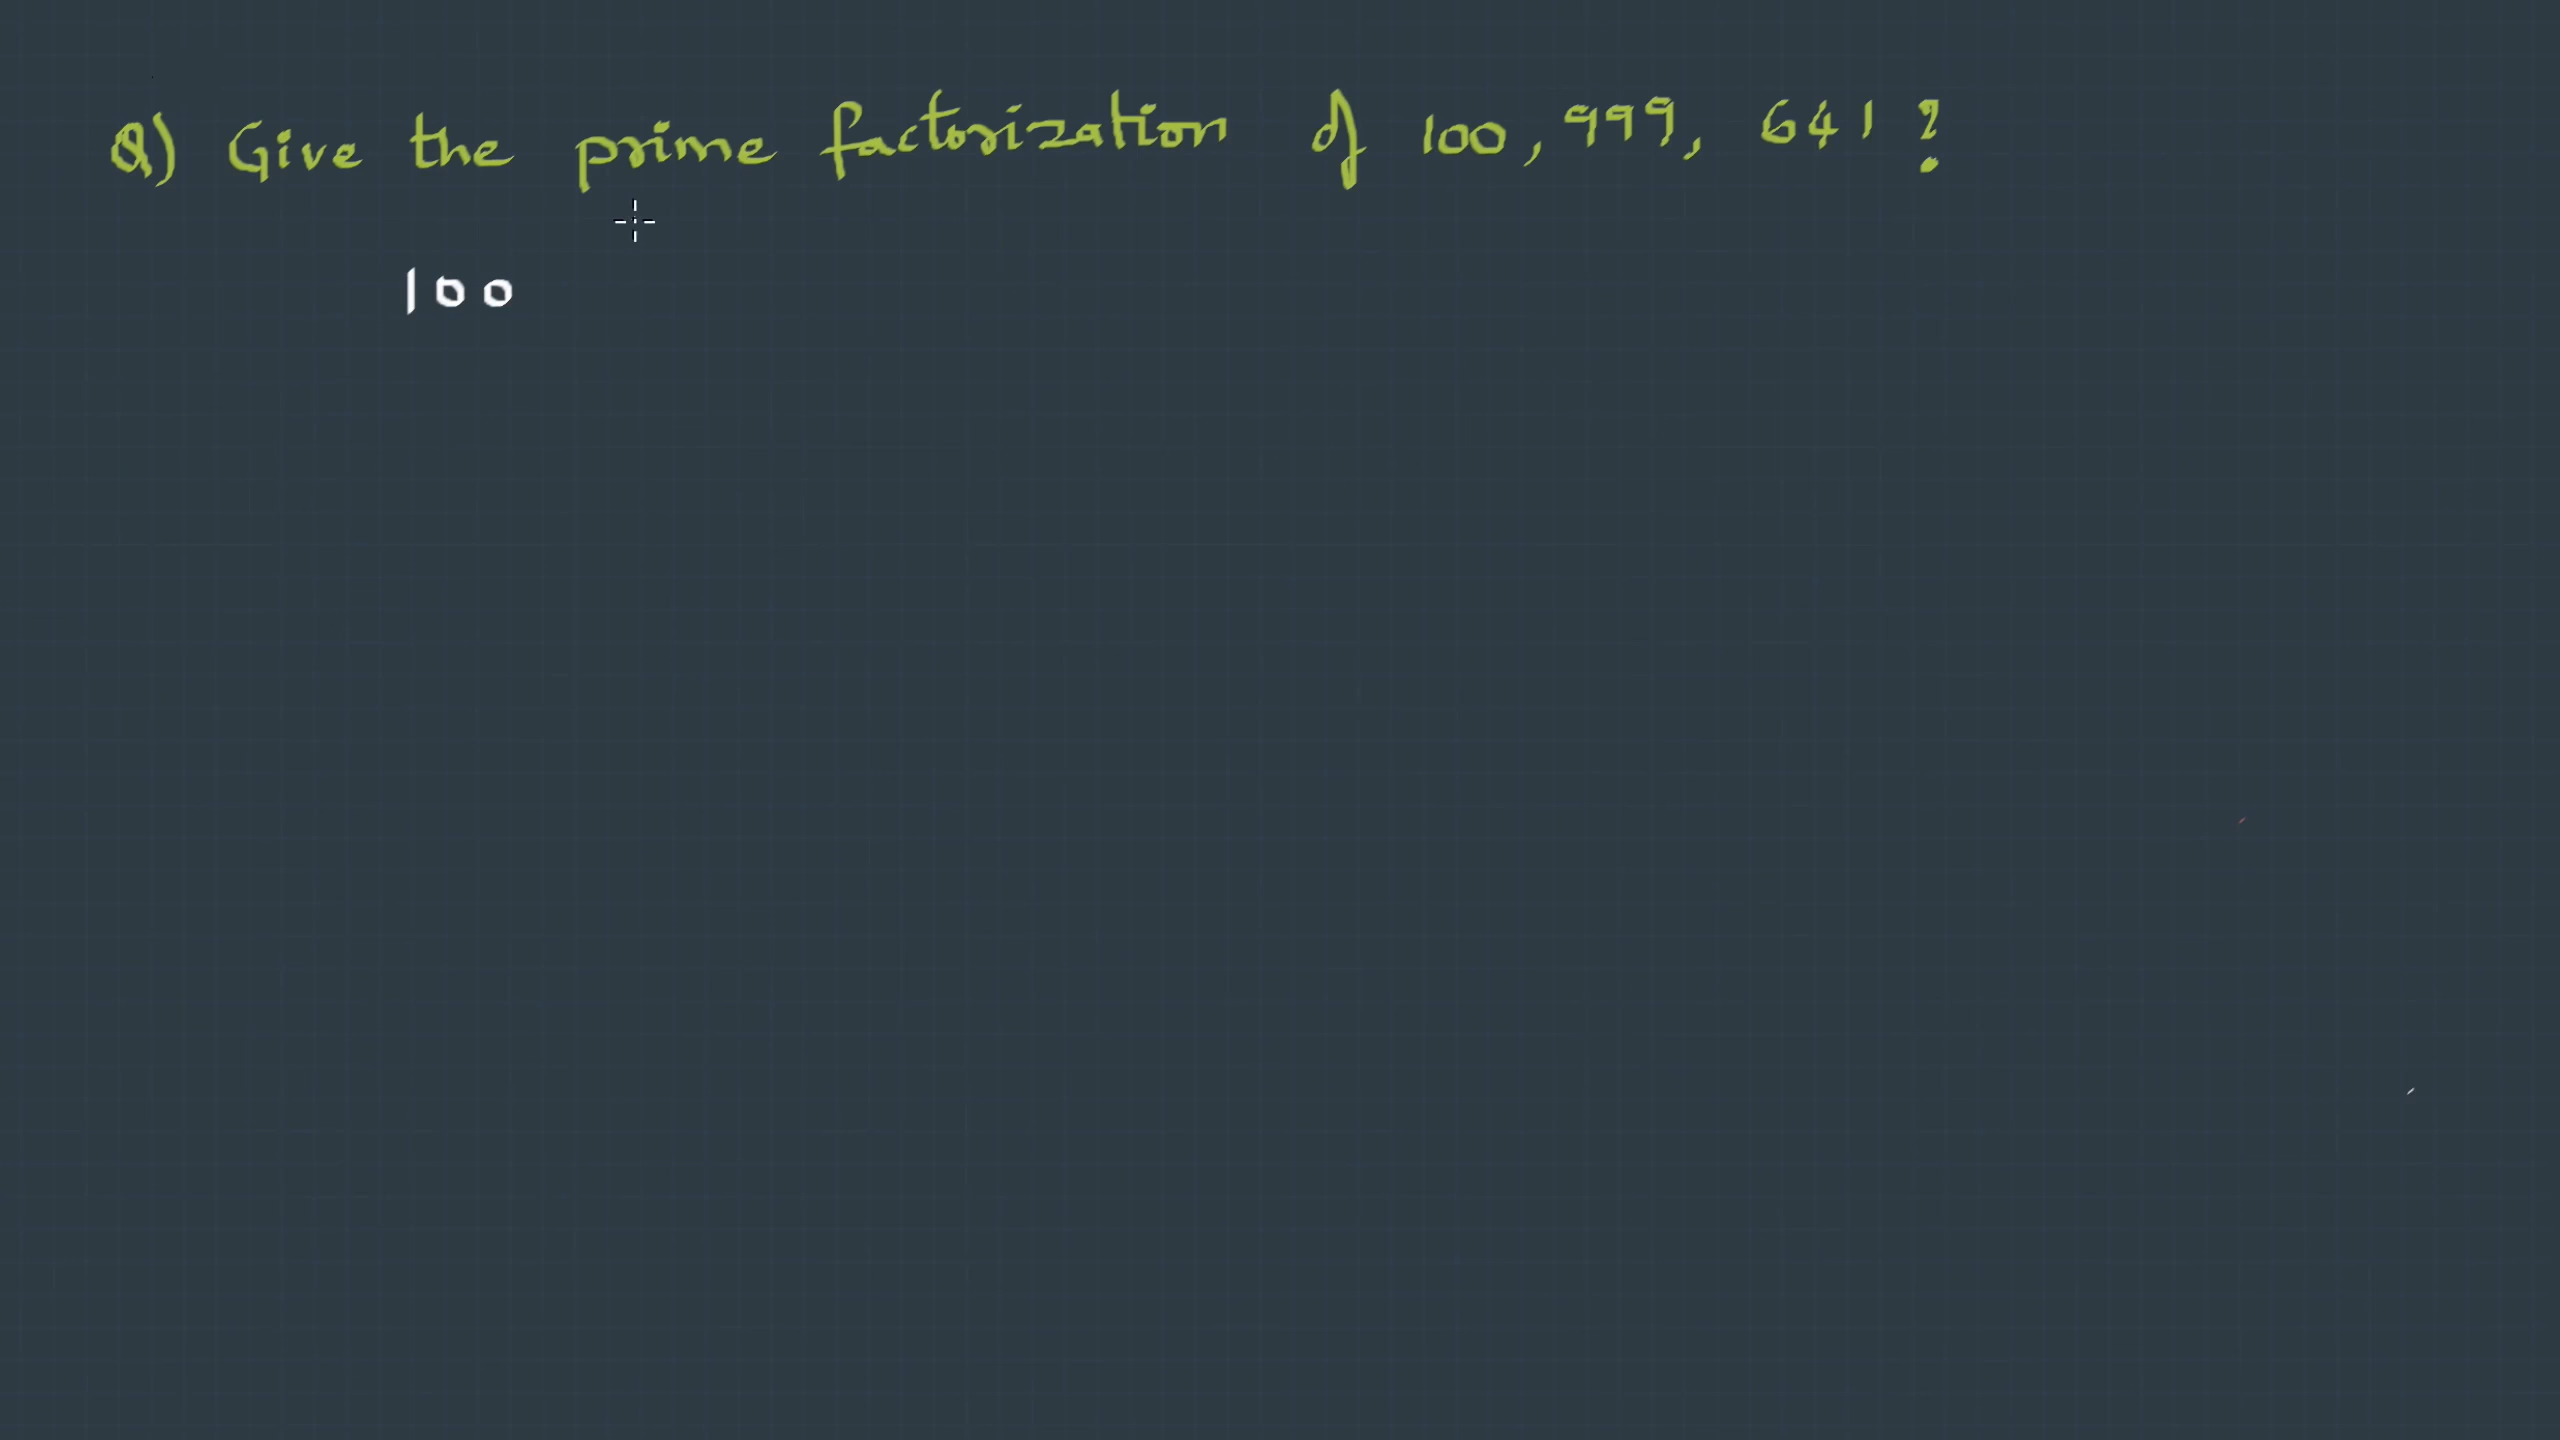 Q) Give the prime factorization of 100, 999, 641 ?
100